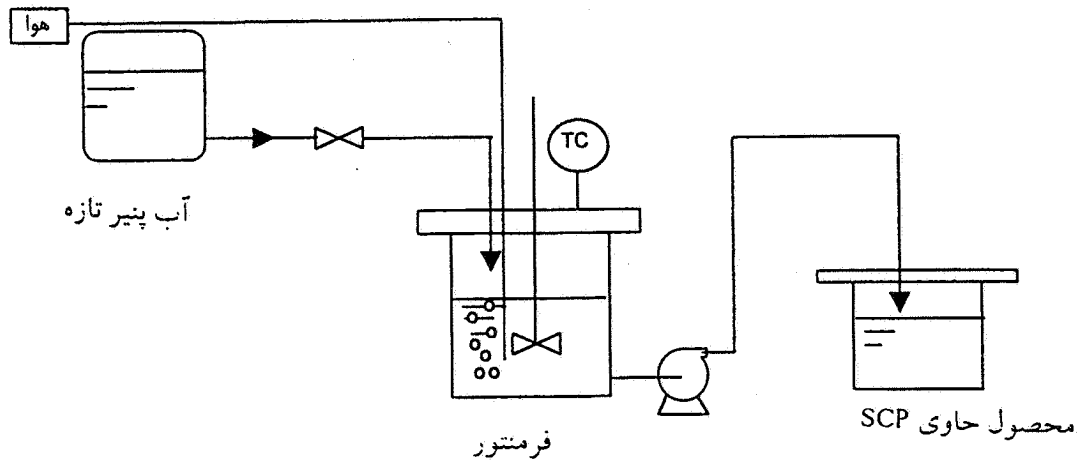 هوا
TC
آب پنیر تازه
فرمنتور
محصول حاوی SCP